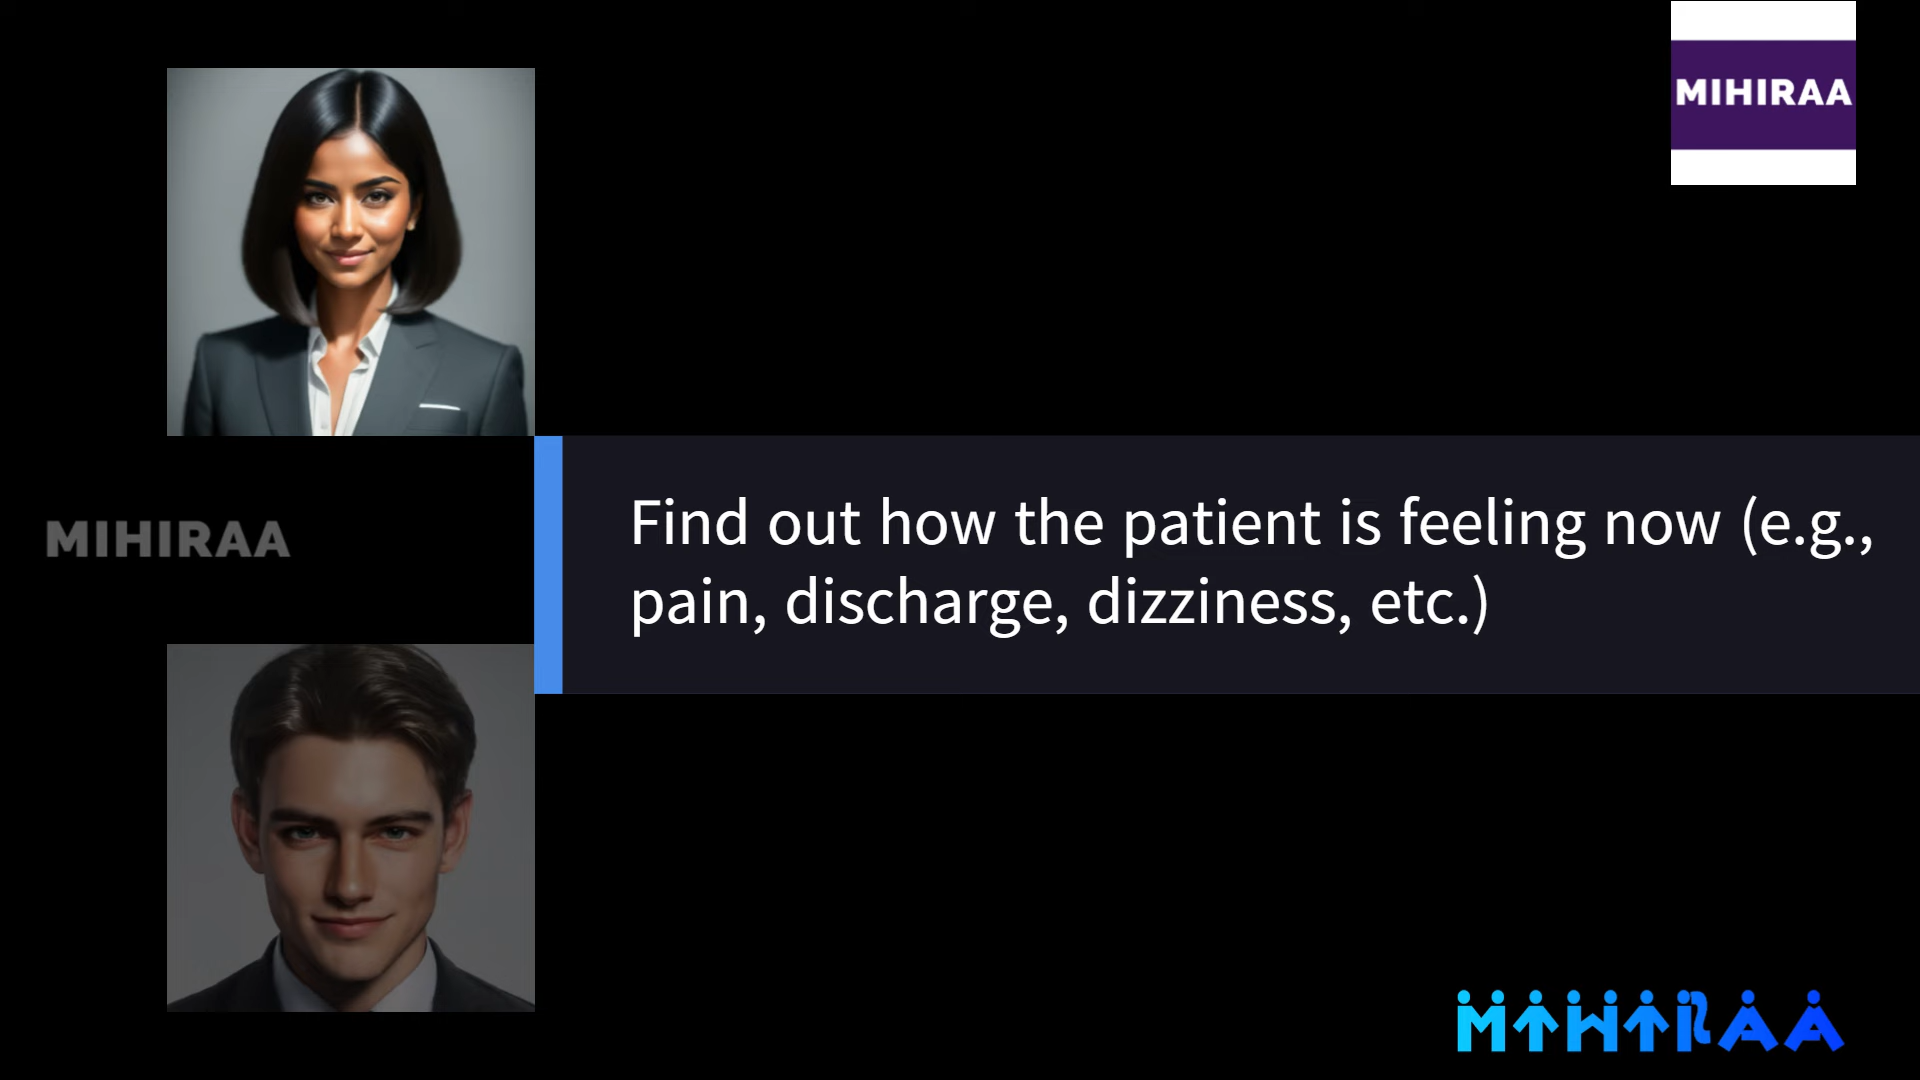 MIHIRAA
MIHIRAA
Find out how the patient is feeling now (e.g.,
pain, discharge, dizziness, etc.)
MIHIRAA